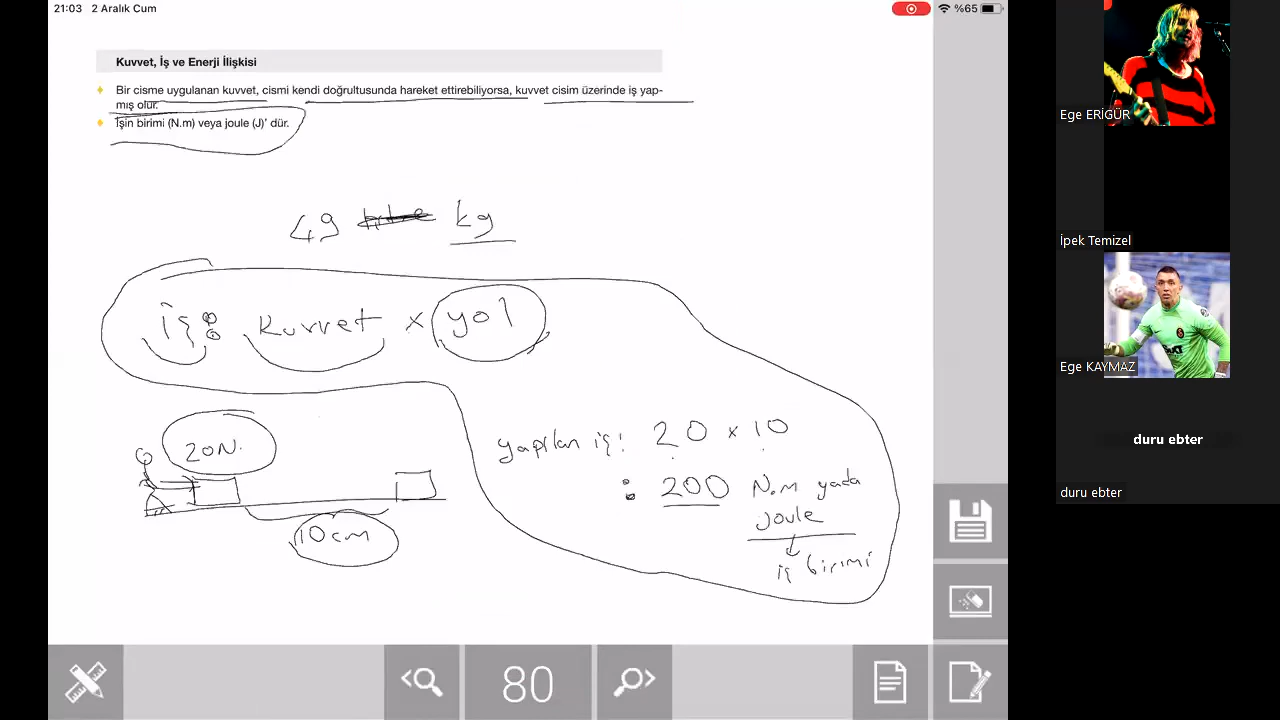 21:03 2 Aralık Cum
%65
Kuvvet, İş ve Enerji İlişkisi
Bir cisme uygulanan kuvvet, cismi kendi doğrultusunda hareket ettirebiliyorsa, kuvvet cisim üzerinde iş yap-
mış olur.
İşin birimi (N.m) veya joule (J)' dür.
49 kg
İş: Kuvvet x yol
20N.
10cm
yapılan iş: 20 x 10
: 200 N.m yada
joule
iş birimi
80
Ege ERİGÜR
İpek Temizel
Ege KAYMAZ
duru ebter
duru ebter